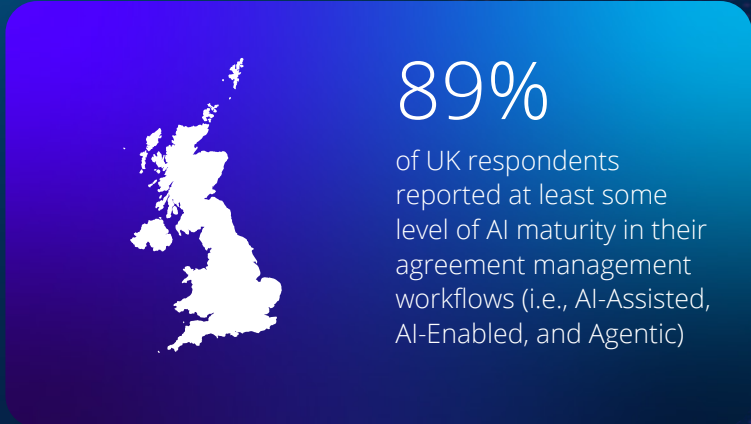 89%
of UK respondents
reported at least some
level of AI maturity in their
agreement management
workflows (i.e., AI-Assisted,
AI-Enabled, and Agentic)